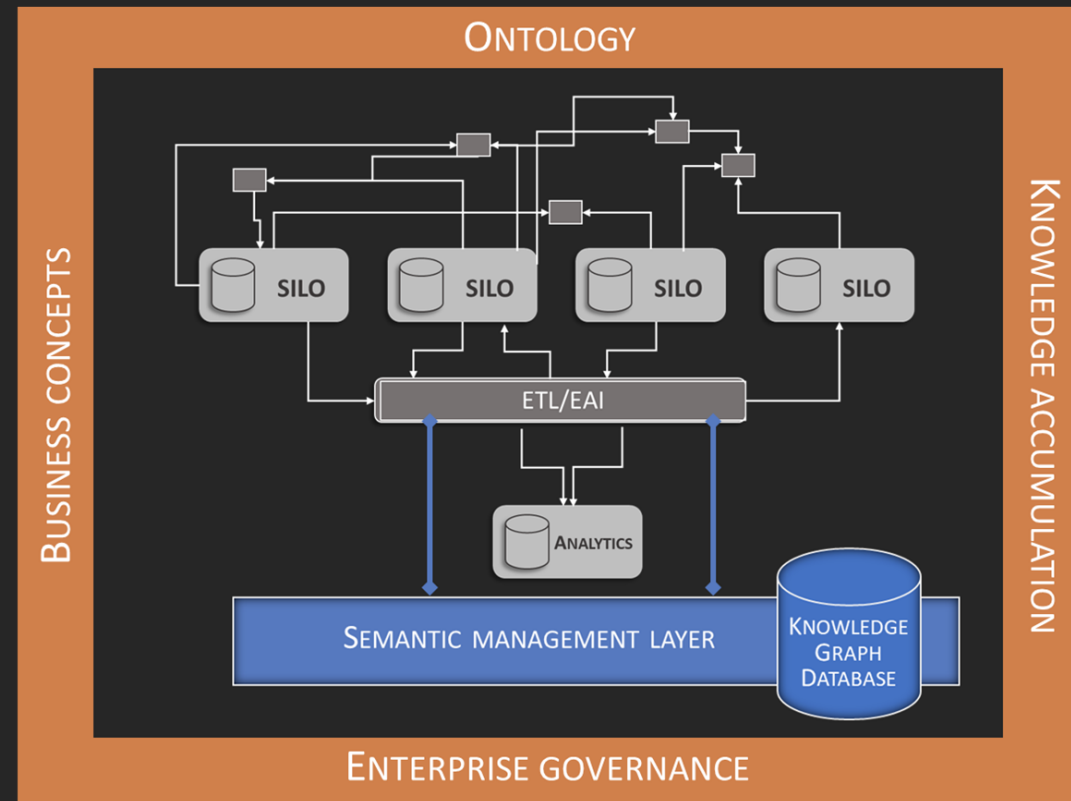 ONTOLOGY
BUSINESS CONCEPTS
KNOWLEDGE ACCUMULATION
SILO
SILO
SILO
SILO
ETL/EAI
ANALYTICS
SEMANTIC MANAGEMENT LAYER
KNOWLEDGE
GRAPH
DATABASE
ENTERPRISE GOVERNANCE